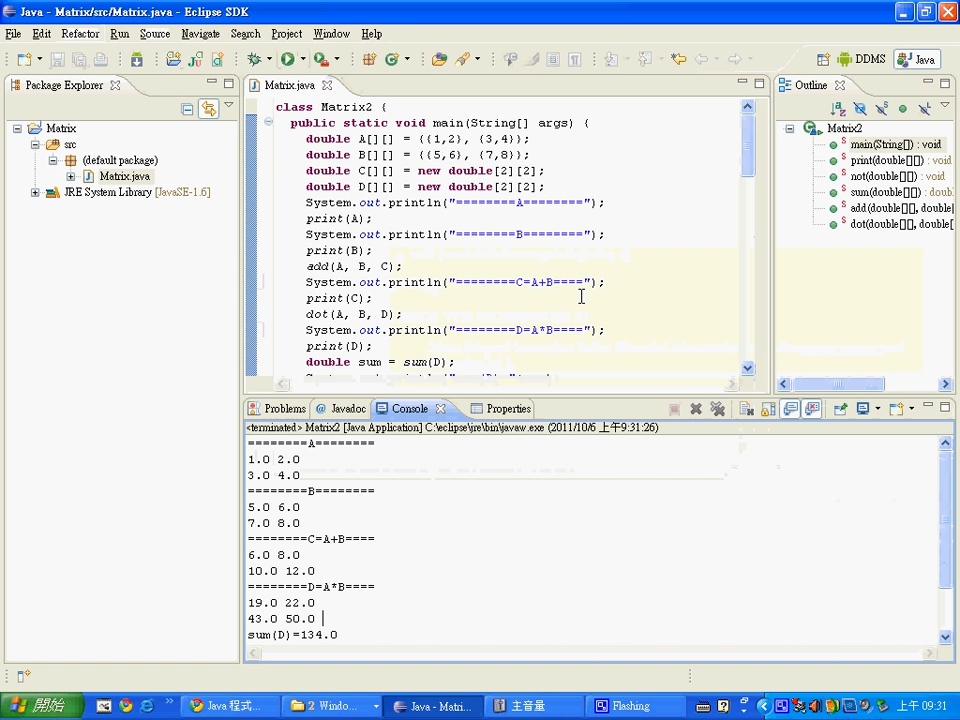 Java - Matrix/src/Matrix.java - Eclipse SDK
File Edit Refactor Run Source Navigate Search Project Window Help
DDMS Java
Package Explorer
Matrix
src
(default package)
Matrix.java
JRE System Library [JavaSE-1.6]
Matrix.java
class Matrix2 {
public static void main(String[] args) {
double A[][] = {{1,2}, {3,4}};
double B[][] = {{5,6}, {7,8}};
double C[][] = new double[2][2];
double D[][] = new double[2][2];
System.out.println("========A========");
print(A);
System.out.println("========B========");
print(B);
add(A, B, C);
System.out.println("========C=A+B====");
print(C);
dot(A, B, D);
System.out.println("========D=A*B====");
print(D);
double sum = sum(D);
Outline
Matrix2
main(String[]) : void
print(double[][]) : void
not(double[][]) : void
sum(double[][]) : doubl
add(double[][], double[
dot(double[][], double[
Problems Javadoc Console Properties
<terminated> Matrix2 [Java Application] C:\eclipse\jre\bin\javaw.exe (2011/10/6 上午9:31:26)
========A========
1.0 2.0
3.0 4.0
========B========
5.0 6.0
7.0 8.0
========C=A+B====
6.0 8.0
10.0 12.0
========D=A*B====
19.0 22.0
43.0 50.0
sum(D)=134.0
開始 Java 程式... 2 Windo... Java - Matri... 主音量 Flashing 上午 09:31